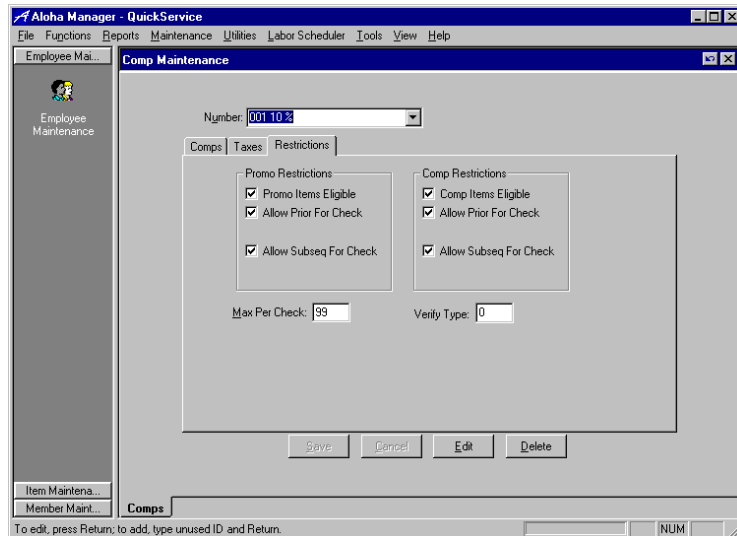 Aloha Manager - QuickService
File Functions Reports Maintenance Utilities Labor Scheduler Tools View Help
Employee Mai...
Comp Maintenance
Employee
Maintenance
Number: 001 10 %
Comps Taxes Restrictions
Promo Restrictions Comp Restrictions
Promo Items Eligible Comp Items Eligible
Allow Prior For Check Allow Prior For Check
Allow Subseq For Check Allow Subseq For Check
Max Per Check: 99 Verify Type: 0
Save Cancel Edit Delete
Item Maintena...
Member Maint... Comps
To edit, press Return; to add, type unused ID and Return. NUM